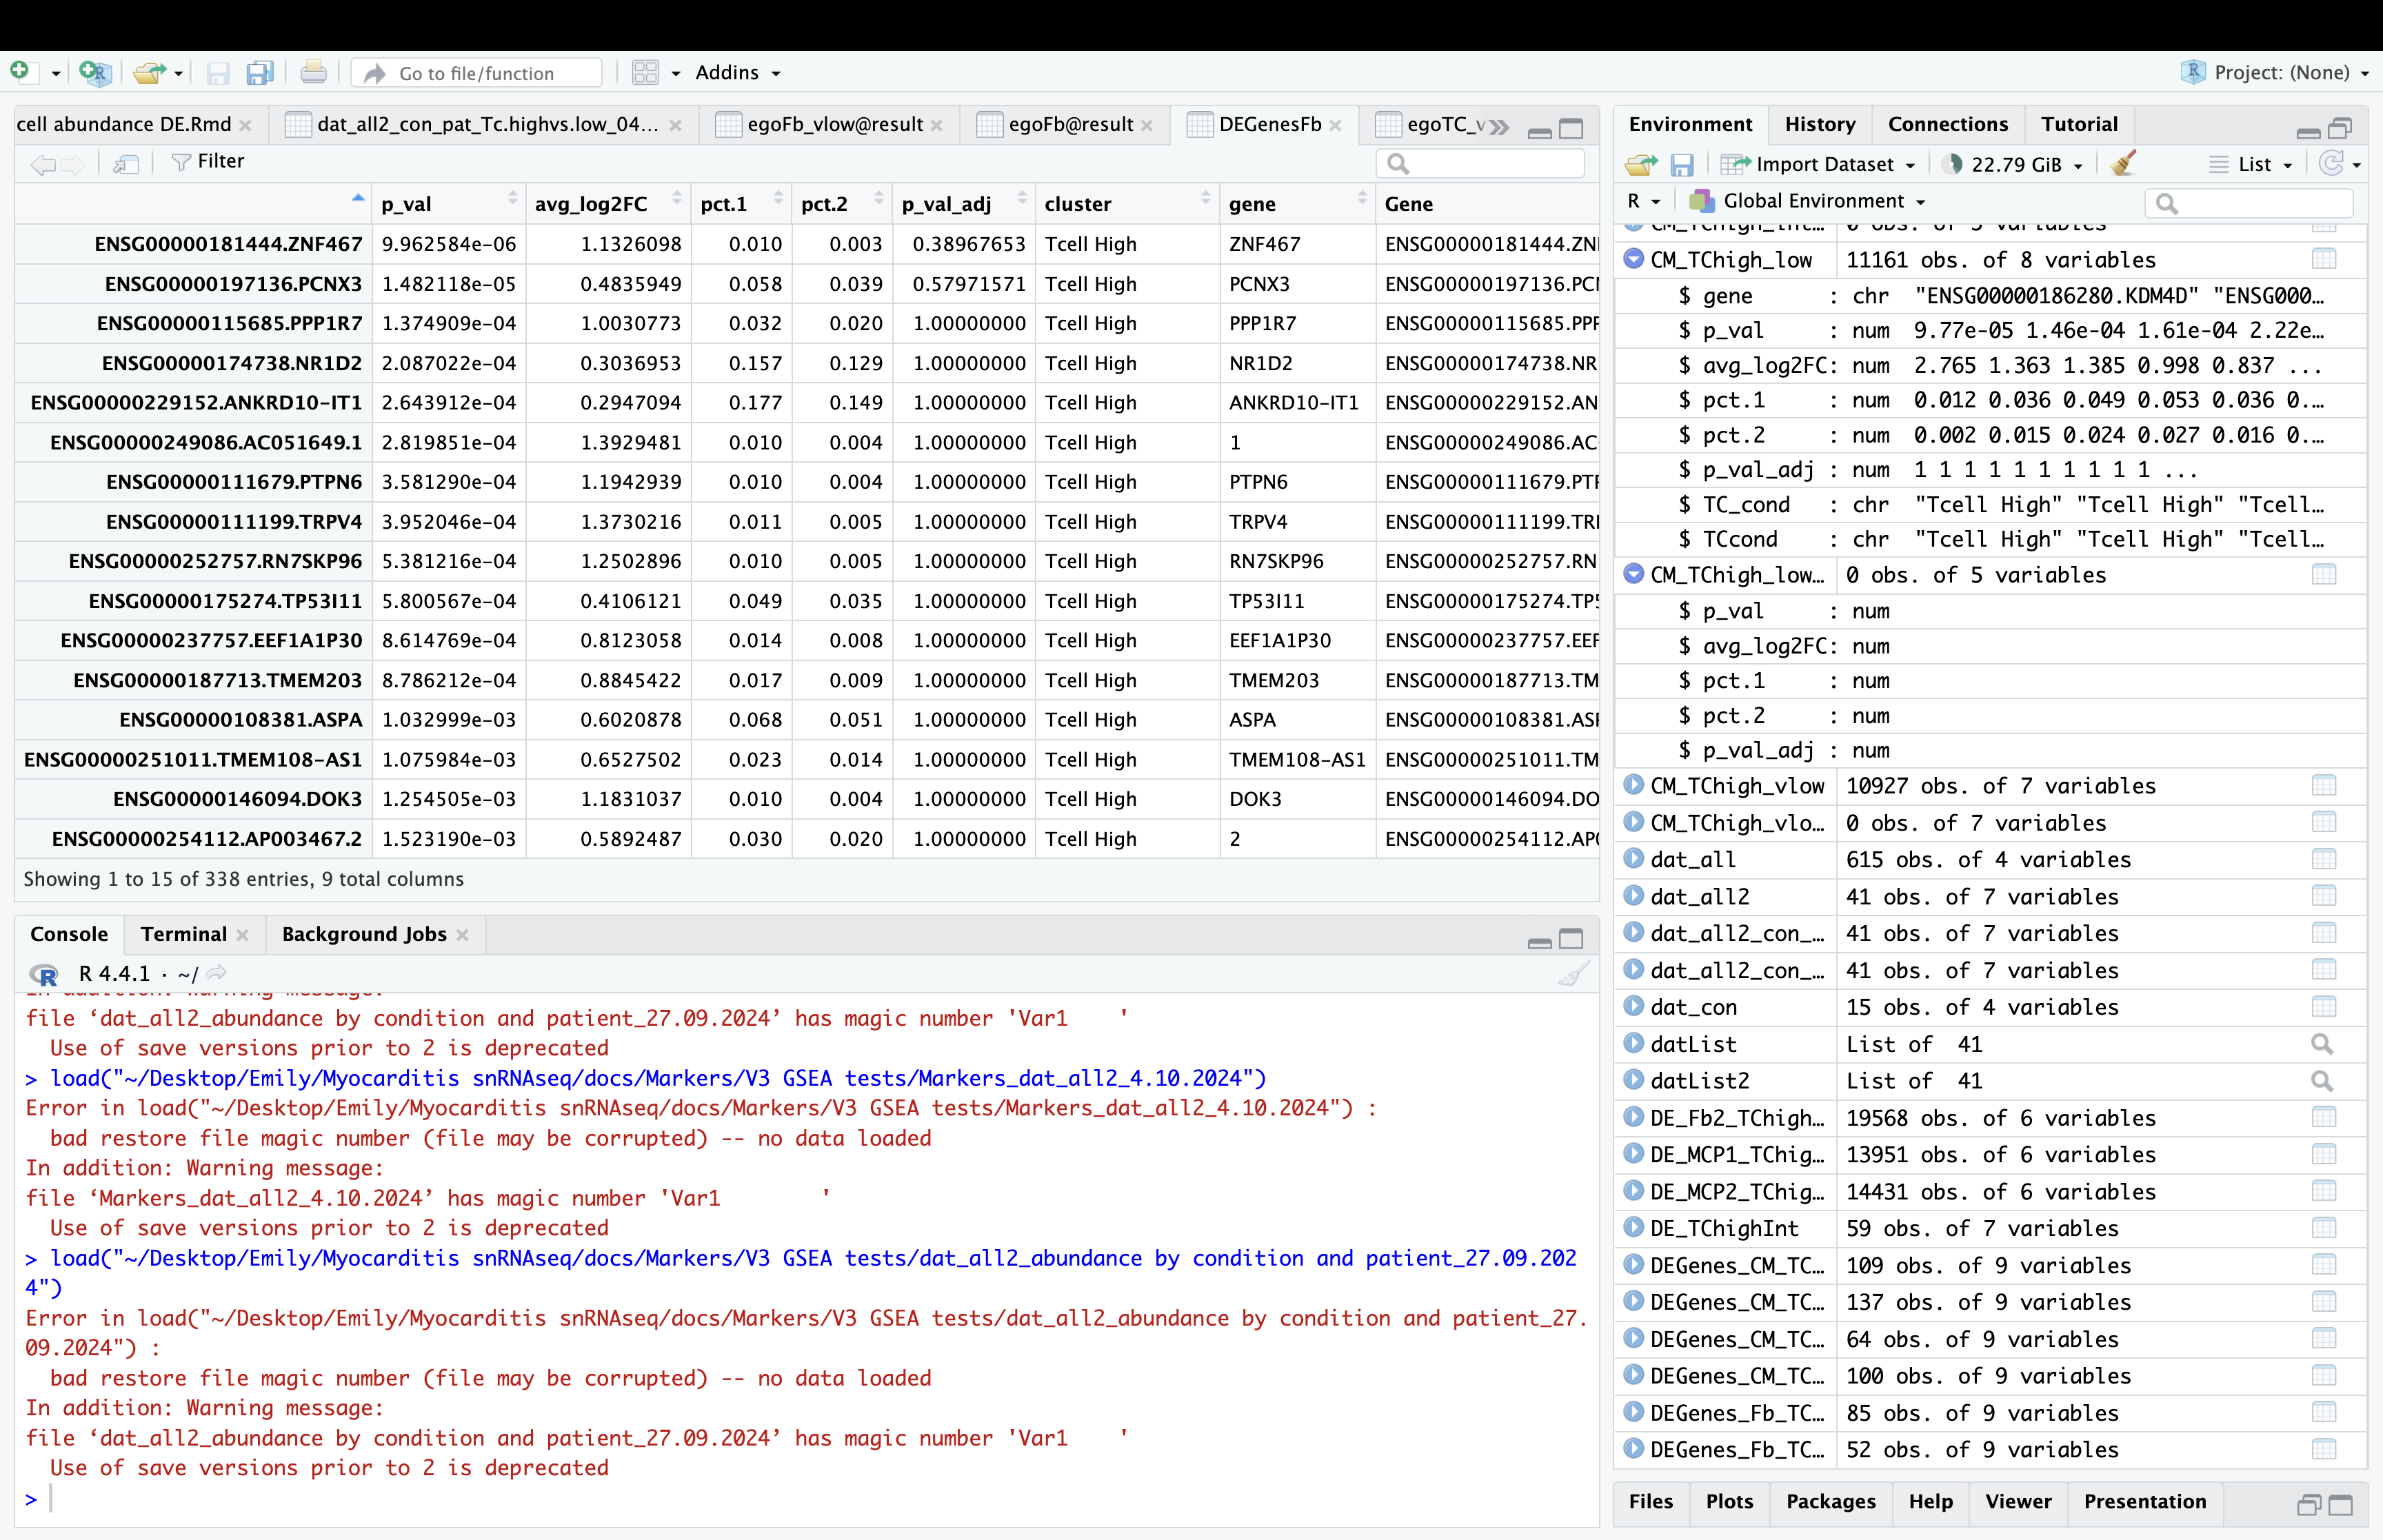 Go to file/function
Addins
Project: (None)
cell abundance DE.Rmd
dat_all2_con_pat_Tc.highvs.low_04...
egoFb_vlow@result
egoFb@result
DEGenesFb
egoTC_v
Filter
p_val avg_log2FC pct.1 pct.2 p_val_adj cluster gene Gene
ENSG00000181444.ZNF467 9.962584e-06 1.1326098 0.010 0.003 0.38967653 Tcell High ZNF467 ENSG00000181444.ZN
ENSG00000197136.PCNX3 1.482118e-05 0.4835949 0.058 0.039 0.57971571 Tcell High PCNX3 ENSG00000197136.PC
ENSG00000115685.PPP1R7 1.374909e-04 1.0030773 0.032 0.020 1.00000000 Tcell High PPP1R7 ENSG00000115685.PPF
ENSG00000174738.NR1D2 2.087022e-04 0.3036953 0.157 0.129 1.00000000 Tcell High NR1D2 ENSG00000174738.NR
ENSG00000229152.ANKRD10-IT1 2.643912e-04 0.2947094 0.177 0.149 1.00000000 Tcell High ANKRD10-IT1 ENSG00000229152.AN
ENSG00000249086.AC051649.1 2.819851e-04 1.3929481 0.010 0.004 1.00000000 Tcell High 1 ENSG00000249086.AC
ENSG00000111679.PTPN6 3.581290e-04 1.1942939 0.010 0.004 1.00000000 Tcell High PTPN6 ENSG00000111679.PT
ENSG00000111199.TRPV4 3.952046e-04 1.3730216 0.011 0.005 1.00000000 Tcell High TRPV4 ENSG00000111199.TR
ENSG00000252757.RN7SKP96 5.381216e-04 1.2502896 0.010 0.005 1.00000000 Tcell High RN7SKP96 ENSG00000252757.RN
ENSG00000175274.TP53I11 5.800567e-04 0.4106121 0.049 0.035 1.00000000 Tcell High TP53I11 ENSG00000175274.TP5
ENSG00000237757.EEF1A1P30 8.614769e-04 0.8123058 0.014 0.008 1.00000000 Tcell High EEF1A1P30 ENSG00000237757.EEF
ENSG00000187713.TMEM203 8.786212e-04 0.8845422 0.017 0.009 1.00000000 Tcell High TMEM203 ENSG00000187713.TM
ENSG00000108381.ASPA 1.032999e-03 0.6020878 0.068 0.051 1.00000000 Tcell High ASPA ENSG00000108381.AS
ENSG00000251011.TMEM108-AS1 1.075984e-03 0.6527502 0.023 0.014 1.00000000 Tcell High TMEM108-AS1 ENSG00000251011.TM
ENSG00000146094.DOK3 1.254505e-03 1.1831037 0.010 0.004 1.00000000 Tcell High DOK3 ENSG00000146094.DO
ENSG00000254112.AP003467.2 1.523190e-03 0.5892487 0.030 0.020 1.00000000 Tcell High 2 ENSG00000254112.AP
Showing 1 to 15 of 338 entries, 9 total columns
Console
Terminal
Background Jobs
R 4.4.1 · ~/
In addition: Warning message:
file ‘dat_all2_abundance by condition and patient_27.09.2024’ has magic number 'Var1    '
  Use of save versions prior to 2 is deprecated
> load("~/Desktop/Emily/Myocarditis snRNAseq/docs/Markers/V3 GSEA tests/Markers_dat_all2_4.10.2024")
Error in load("~/Desktop/Emily/Myocarditis snRNAseq/docs/Markers/V3 GSEA tests/Markers_dat_all2_4.10.2024") :
  bad restore file magic number (file may be corrupted) -- no data loaded
In addition: Warning message:
file ‘Markers_dat_all2_4.10.2024’ has magic number 'Var1        '
  Use of save versions prior to 2 is deprecated
> load("~/Desktop/Emily/Myocarditis snRNAseq/docs/Markers/V3 GSEA tests/dat_all2_abundance by condition and patient_27.09.202
4")
Error in load("~/Desktop/Emily/Myocarditis snRNAseq/docs/Markers/V3 GSEA tests/dat_all2_abundance by condition and patient_27.
09.2024") :
  bad restore file magic number (file may be corrupted) -- no data loaded
In addition: Warning message:
file ‘dat_all2_abundance by condition and patient_27.09.2024’ has magic number 'Var1    '
  Use of save versions prior to 2 is deprecated
>
Environment
History
Connections
Tutorial
Import Dataset
22.79 GiB
List
R
Global Environment
CM_TChigh_low 11161 obs. of 8 variables
$ gene : chr "ENSG00000186280.KDM4D" "ENSG000...
$ p_val : num 9.77e-05 1.46e-04 1.61e-04 2.22e...
$ avg_log2FC: num 2.765 1.363 1.385 0.998 0.837 ...
$ pct.1 : num 0.012 0.036 0.049 0.053 0.036 0....
$ pct.2 : num 0.002 0.015 0.024 0.027 0.016 0....
$ p_val_adj : num 1 1 1 1 1 1 1 1 1 1 ...
$ TC_cond : chr "Tcell High" "Tcell High" "Tcell...
$ TCcond : chr "Tcell High" "Tcell High" "Tcell...
CM_TChigh_low... 0 obs. of 5 variables
$ p_val : num
$ avg_log2FC: num
$ pct.1 : num
$ pct.2 : num
$ p_val_adj : num
CM_TChigh_vlow 10927 obs. of 7 variables
CM_TChigh_vlo... 0 obs. of 7 variables
dat_all 615 obs. of 4 variables
dat_all2 41 obs. of 7 variables
dat_all2_con_... 41 obs. of 7 variables
dat_all2_con_... 41 obs. of 7 variables
dat_con 15 obs. of 4 variables
datList List of 41
datList2 List of 41
DE_Fb2_TChigh... 19568 obs. of 6 variables
DE_MCP1_TChig... 13951 obs. of 6 variables
DE_MCP2_TChig... 14431 obs. of 6 variables
DE_TChighInt 59 obs. of 7 variables
DEGenes_CM_TC... 109 obs. of 9 variables
DEGenes_CM_TC... 137 obs. of 9 variables
DEGenes_CM_TC... 64 obs. of 9 variables
DEGenes_CM_TC... 100 obs. of 9 variables
DEGenes_Fb_TC... 85 obs. of 9 variables
DEGenes_Fb_TC... 52 obs. of 9 variables
Files
Plots
Packages
Help
Viewer
Presentation